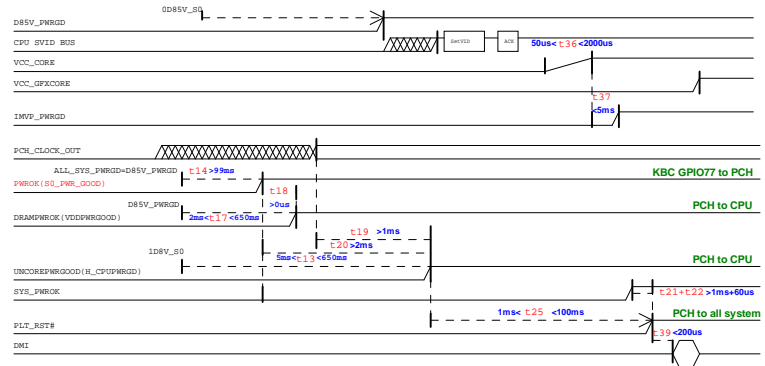 0D85V_S0
D85V_PWRGD
CPU SVID BUS SetVID ACK 50us< t36 <2000us
VCC_CORE
VCC_GFXCORE
t37
<5ms
IMVP_PWRGD
PCH_CLOCK_OUT
ALL_SYS_PWRGD=D85V_PWRGD t14 >99ms KBC GPIO77 to PCH
PWROK(S0_PWR_GOOD) t18
D85V_PWRGD >0us PCH to CPU
DRAMPWROK(VDDPWRGOOD) 2ms< t17 <650ms
t19 >1ms
t20 >2ms
1D8V_S0 5ms< t13 <650ms PCH to CPU
UNCOREPWRGOOD(H_CPUPWRGD)
SYS_PWROK t21+t22 >1ms+60us
1ms< t25 <100ms PCH to all system
PLT_RST# t39 <200us
DMI